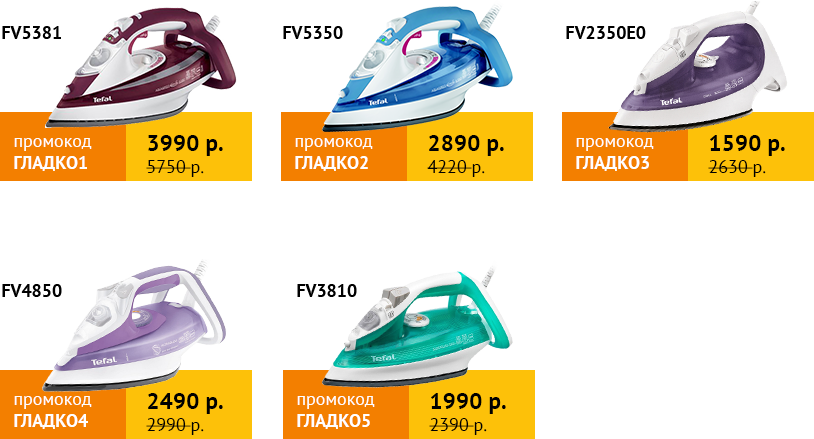 FV5381
Tefal
промокод
ГЛАДКО1
3990 р.
5750 р.
FV5350
Tefal
промокод
ГЛАДКО2
2890 р.
4220 р.
FV2350E0
Tefal
промокод
ГЛАДКО3
1590 р.
2630 р.
FV4850
Tefal
промокод
ГЛАДКО4
2490 р.
2990 р.
FV3810
Tefal
промокод
ГЛАДКО5
1990 р.
2390 р.